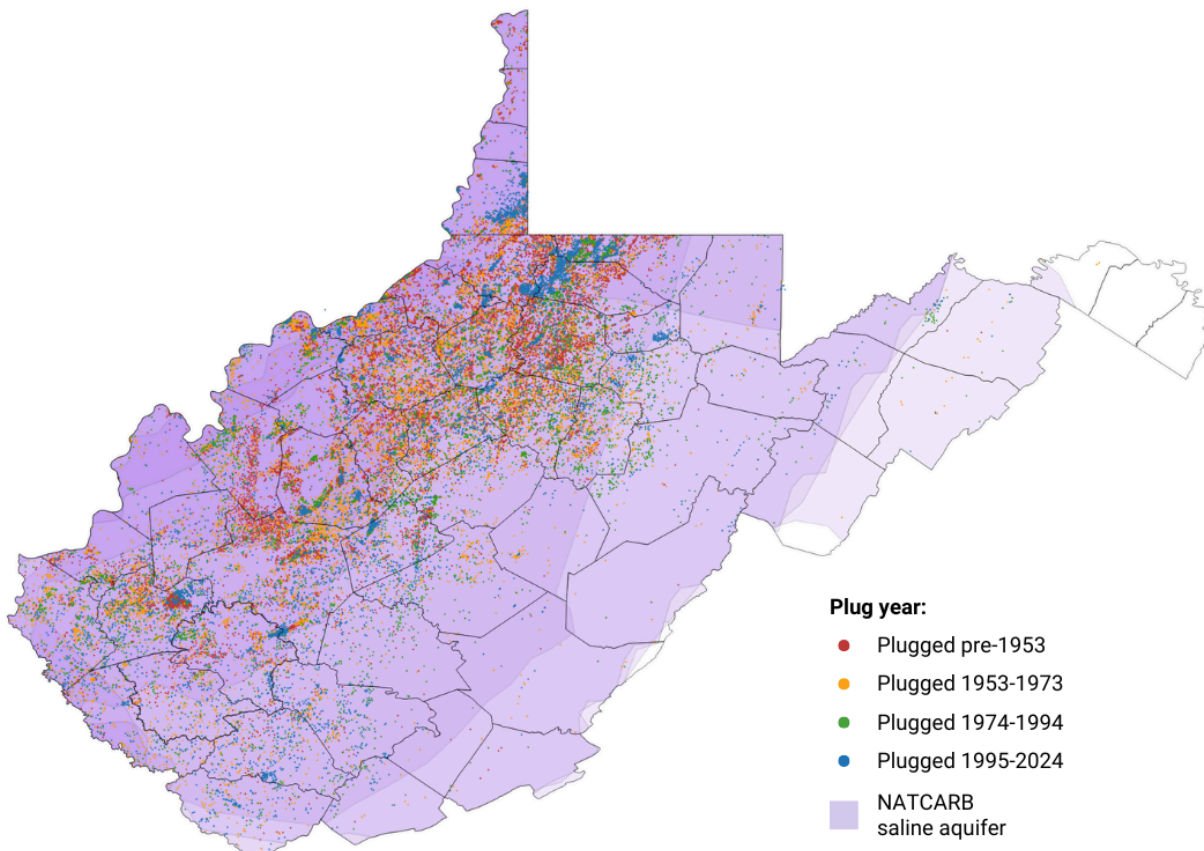 Plug year:
Plugged pre-1953
Plugged 1953-1973
Plugged 1974-1994
Plugged 1995-2024
NATCARB
saline aquifer